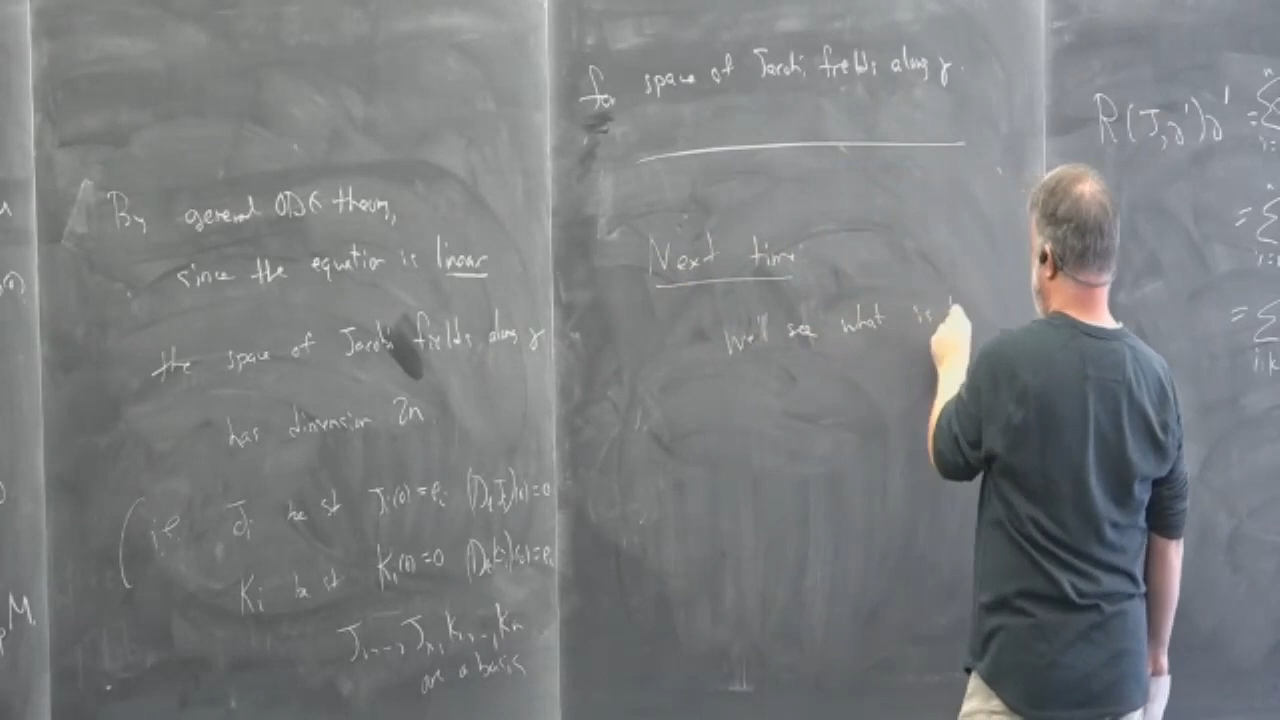 By general ODE theory,
since the equation is linear
the space of Jacobi fields along γ
has dimension 2n
(i.e. J_i be st J_i(0)=e_i (D_t J_i)(0)=0
K_i be st K_i(0)=0 (D_t K_i)(0)=e_i
J_1, ..., J_n, K_1, ..., K_n
are a basis
for space of Jacobi fields along γ.
Next time:
We'll see what is
R(J,γ')γ' =
=
=
M.